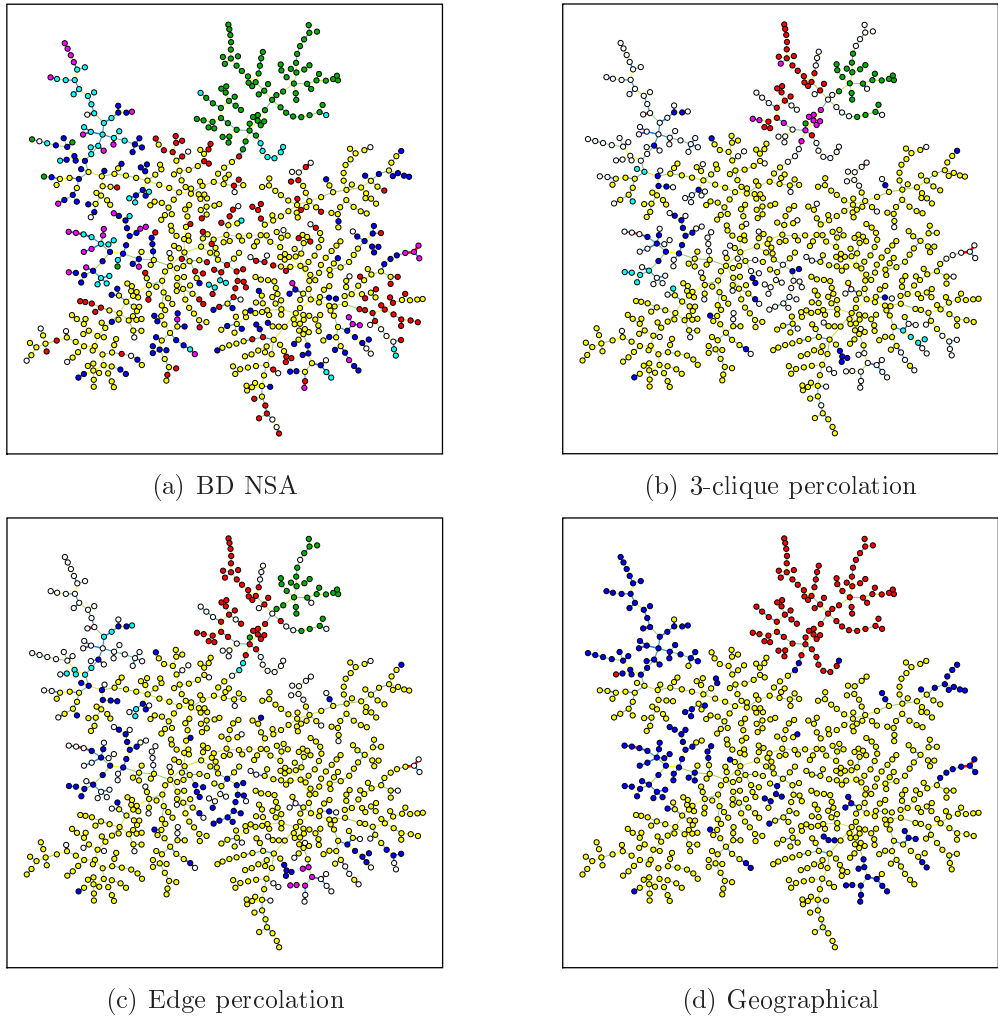 (a) BD NSA
(b) 3-clique percolation
(c) Edge percolation
(d) Geographical